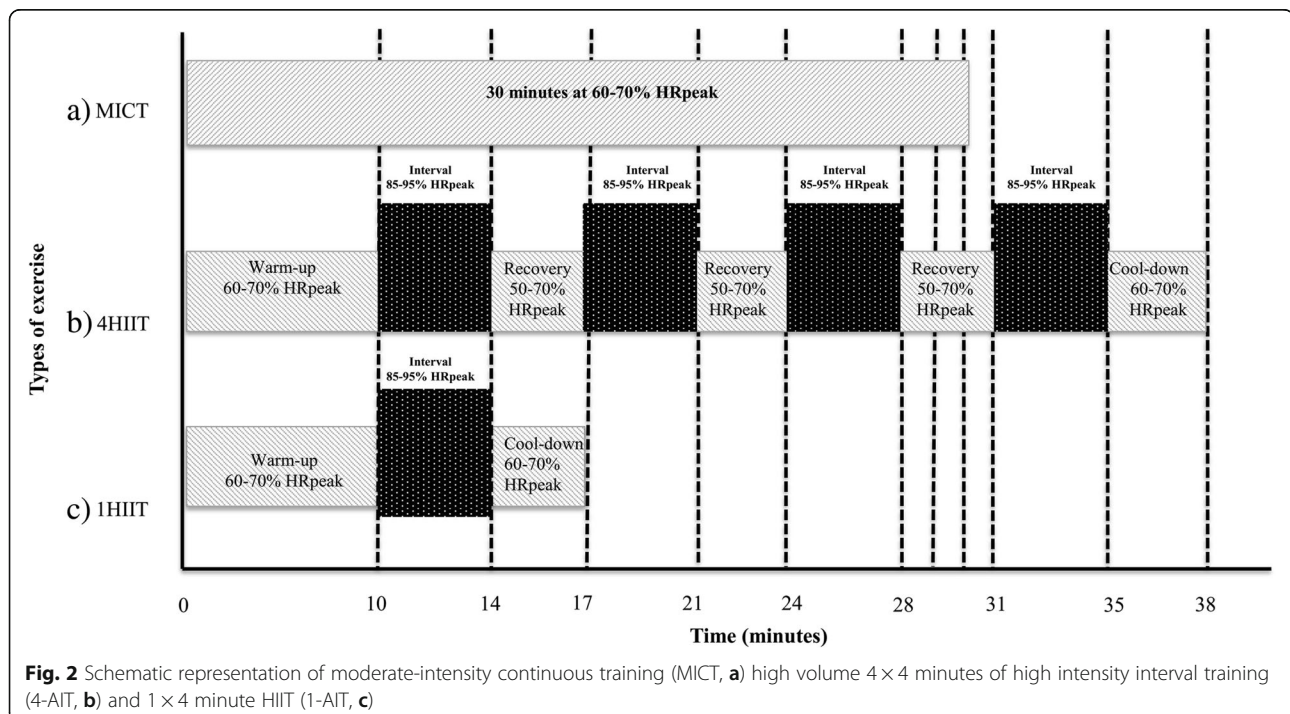 a) MICT
30 minutes at 60-70% HRpeak
Interval
85-95% HRpeak
Interval
85-95% HRpeak
Interval
85-95% HRpeak
Interval
85-95% HRpeak
Types of exercise
b) 4HIIT
Warm-up
60-70% HRpeak
Recovery
50-70%
HRpeak
Recovery
50-70%
HRpeak
Recovery
50-70%
HRpeak
Cool-down
60-70%
HRpeak
Interval
85-95% HRpeak
c) 1HIIT
Warm-up
60-70% HRpeak
Cool-down
60-70%
HRpeak
0 10 14 17 21 24 28 31 35 38
Time (minutes)
Fig. 2 Schematic representation of moderate-intensity continuous training (MICT, a) high volume 4 × 4 minutes of high intensity interval training
(4-AIT, b) and 1 × 4 minute HIIT (1-AIT, c)